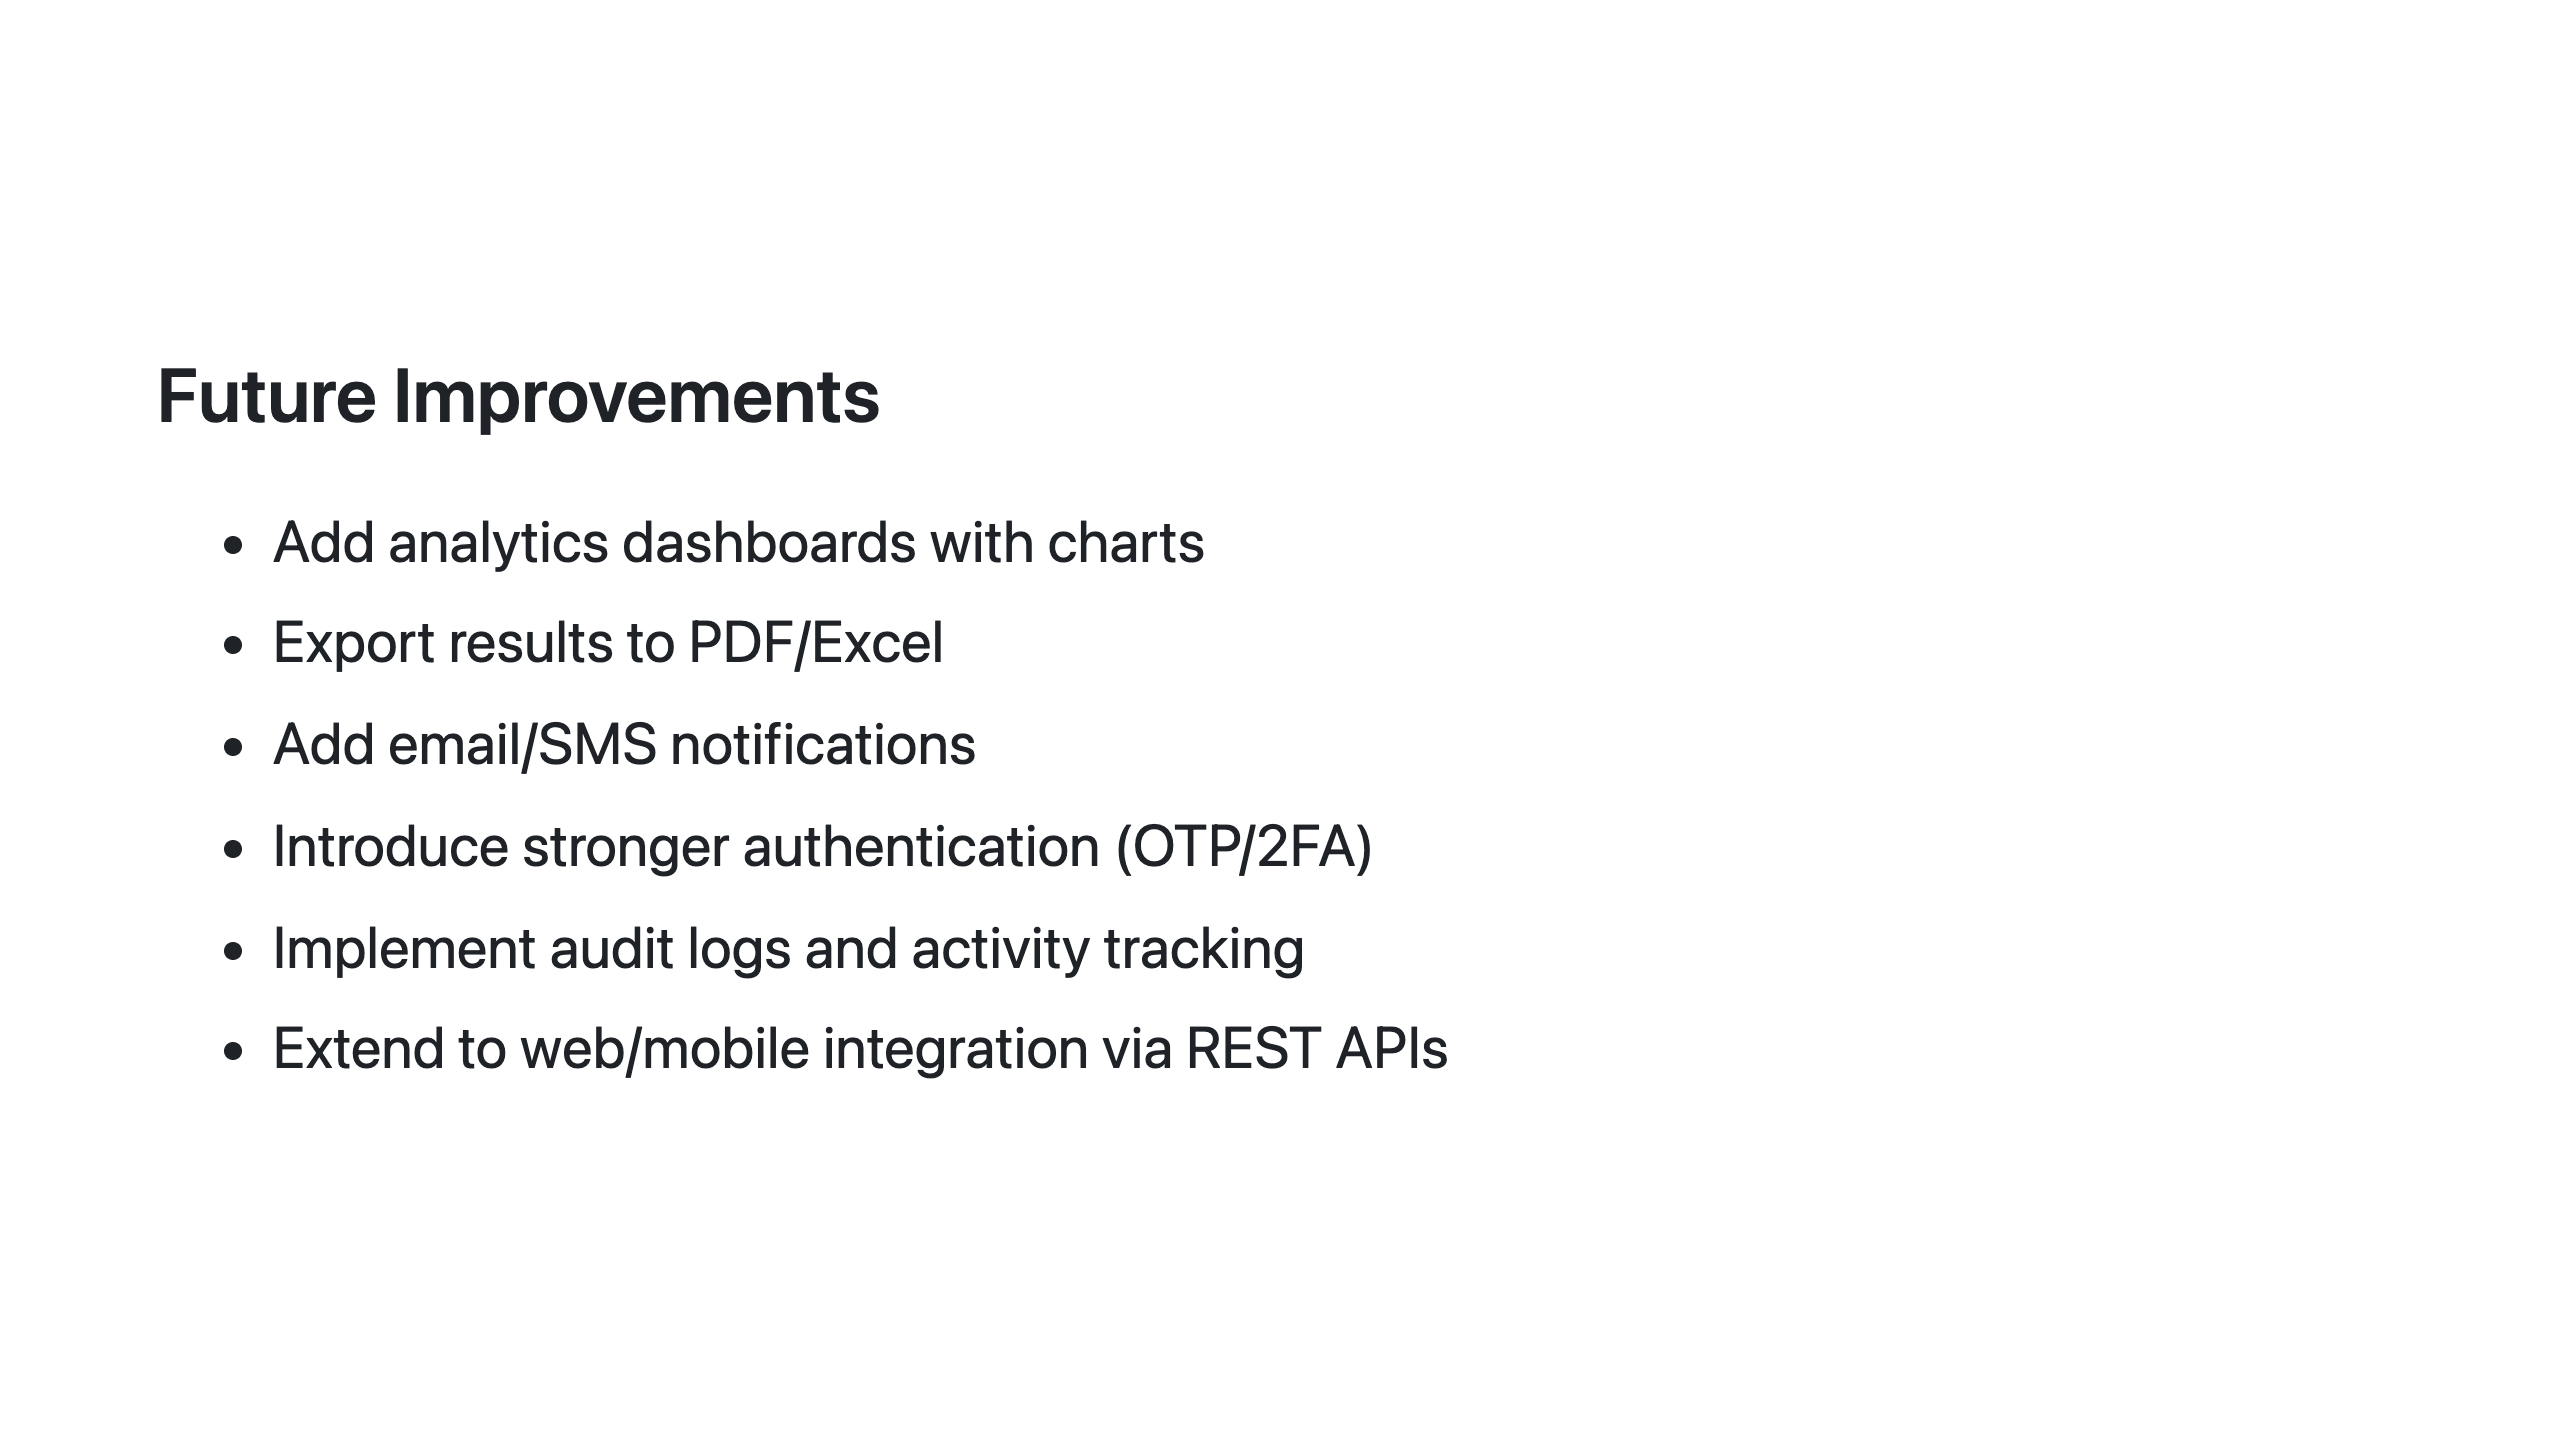 Future Improvements
• Add analytics dashboards with charts
• Export results to PDF/Excel
• Add email/SMS notifications
• Introduce stronger authentication (OTP/2FA)
• Implement audit logs and activity tracking
• Extend to web/mobile integration via REST APIs